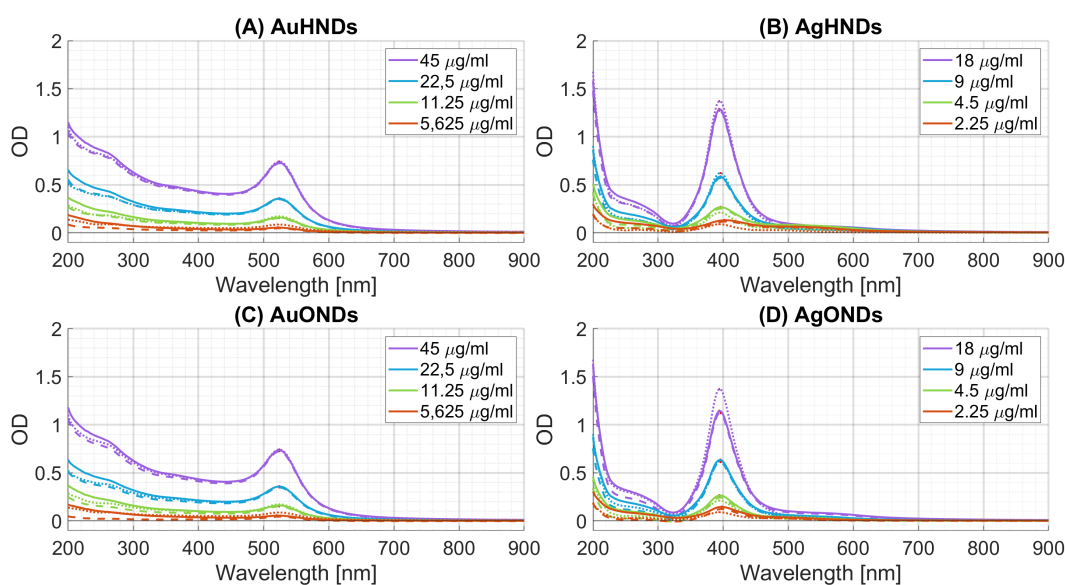 (A) AuHNDs
OD
2
1.5
1
0.5
0
45 μg/ml
22,5 μg/ml
11.25 μg/ml
5,625 μg/ml
200 300 400 500 600 700 800 900
Wavelength [nm]
(B) AgHNDs
OD
2
1.5
1
0.5
0
18 μg/ml
9 μg/ml
4.5 μg/ml
2.25 μg/ml
200 300 400 500 600 700 800 900
Wavelength [nm]
(C) AuONDs
OD
2
1.5
1
0.5
0
45 μg/ml
22,5 μg/ml
11.25 μg/ml
5,625 μg/ml
200 300 400 500 600 700 800 900
Wavelength [nm]
(D) AgONDs
OD
2
1.5
1
0.5
0
18 μg/ml
9 μg/ml
4.5 μg/ml
2.25 μg/ml
200 300 400 500 600 700 800 900
Wavelength [nm]